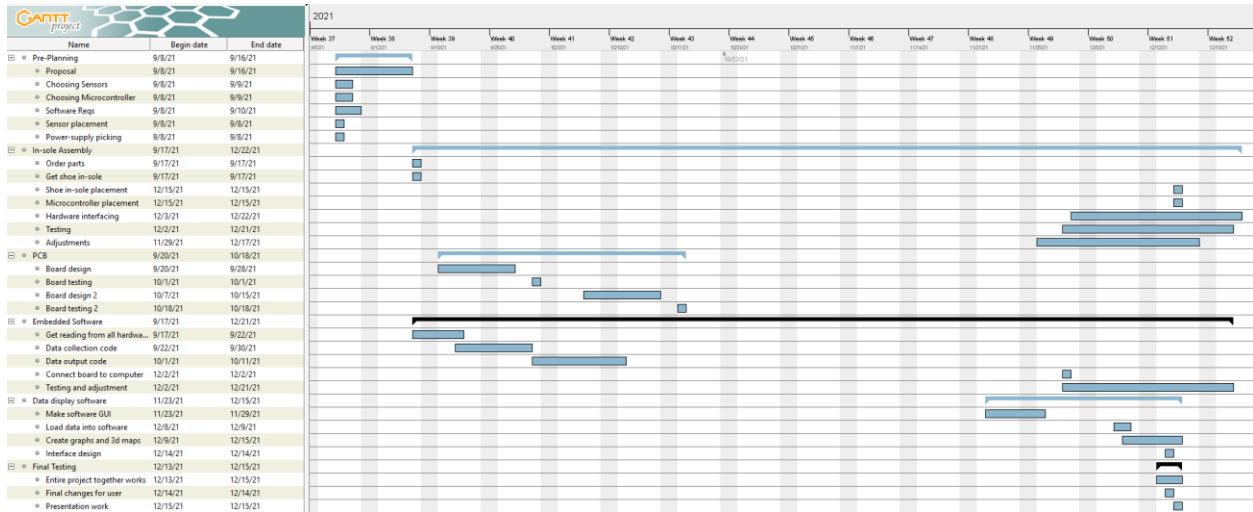 GANTT
project
2021
Week 37 Week 38 Week 39 Week 40 Week 41 Week 42 Week 43 Week 44 Week 45 Week 46 Week 47 Week 48 Week 49 Week 50 Week 51 Week 52
Name Begin date End date
Pre-Planning 9/8/21 9/16/21
Proposal 9/8/21 9/16/21
Choosing Sensors 9/8/21 9/9/21
Choosing Microcontroller 9/8/21 9/9/21
Software Reqs 9/8/21 9/10/21
Sensor placement 9/8/21 9/8/21
Power-supply picking 9/8/21 9/8/21
In-sole Assembly 9/17/21 12/22/21
Order parts 9/17/21 9/17/21
Get shoe in-sole 9/17/21 9/17/21
Shoe in-sole placement 12/15/21 12/15/21
Microcontroller placement 12/15/21 12/15/21
Hardware interfacing 12/3/21 12/22/21
Testing 12/2/21 12/21/21
Adjustments 11/29/21 12/17/21
PCB 9/20/21 10/18/21
Board design 9/20/21 9/28/21
Board testing 10/1/21 10/1/21
Board design 2 10/7/21 10/15/21
Board testing 2 10/18/21 10/18/21
Embedded Software 9/17/21 12/21/21
Get reading from all hardwa... 9/17/21 9/22/21
Data collection code 9/22/21 9/30/21
Data output code 10/1/21 10/11/21
Connect board to computer 12/2/21 12/2/21
Testing and adjustment 12/2/21 12/21/21
Data display software 11/23/21 12/15/21
Make software GUI 11/23/21 11/29/21
Load data into software 12/8/21 12/9/21
Create graphs and 3d maps 12/9/21 12/15/21
Interface design 12/14/21 12/14/21
Final Testing 12/13/21 12/15/21
Entire project together works 12/13/21 12/15/21
Final changes for user 12/14/21 12/14/21
Presentation work 12/15/21 12/15/21